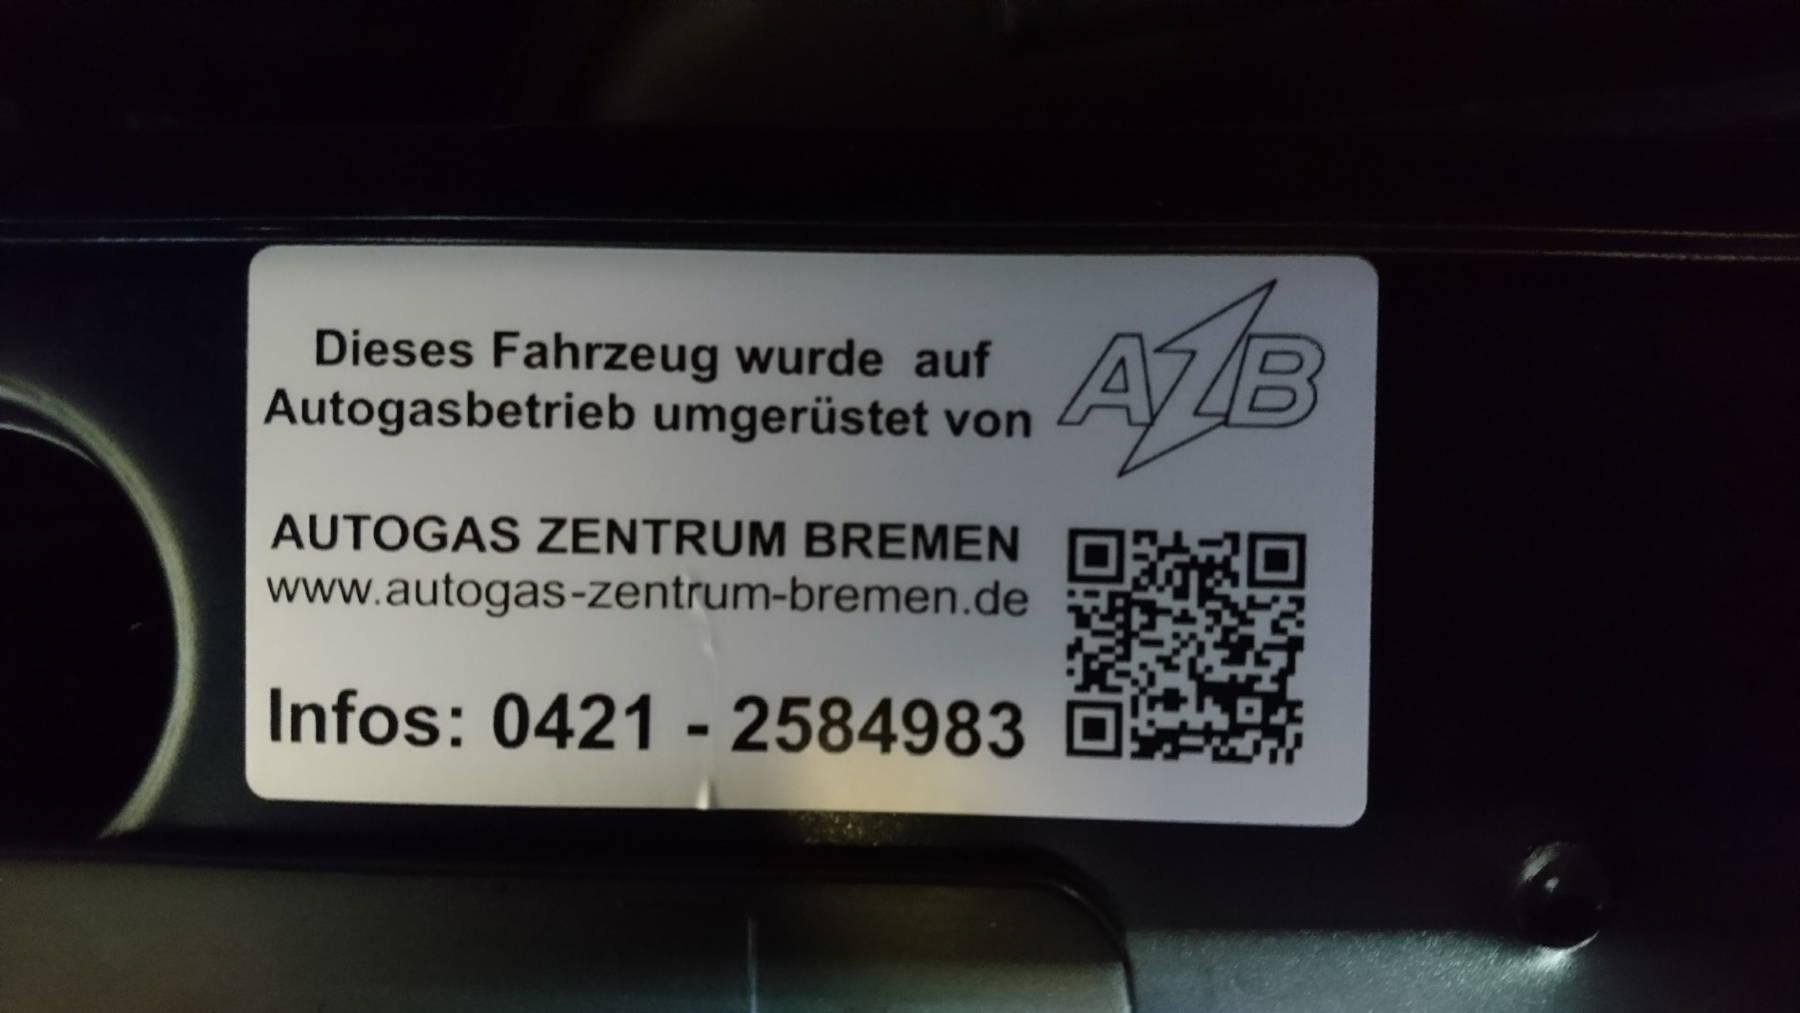 Dieses Fahrzeug wurde auf
Autogasbetrieb umgerüstet von
AZB
AUTOGAS ZENTRUM BREMEN
www.autogas-zentrum-bremen.de
Infos: 0421 - 2584983